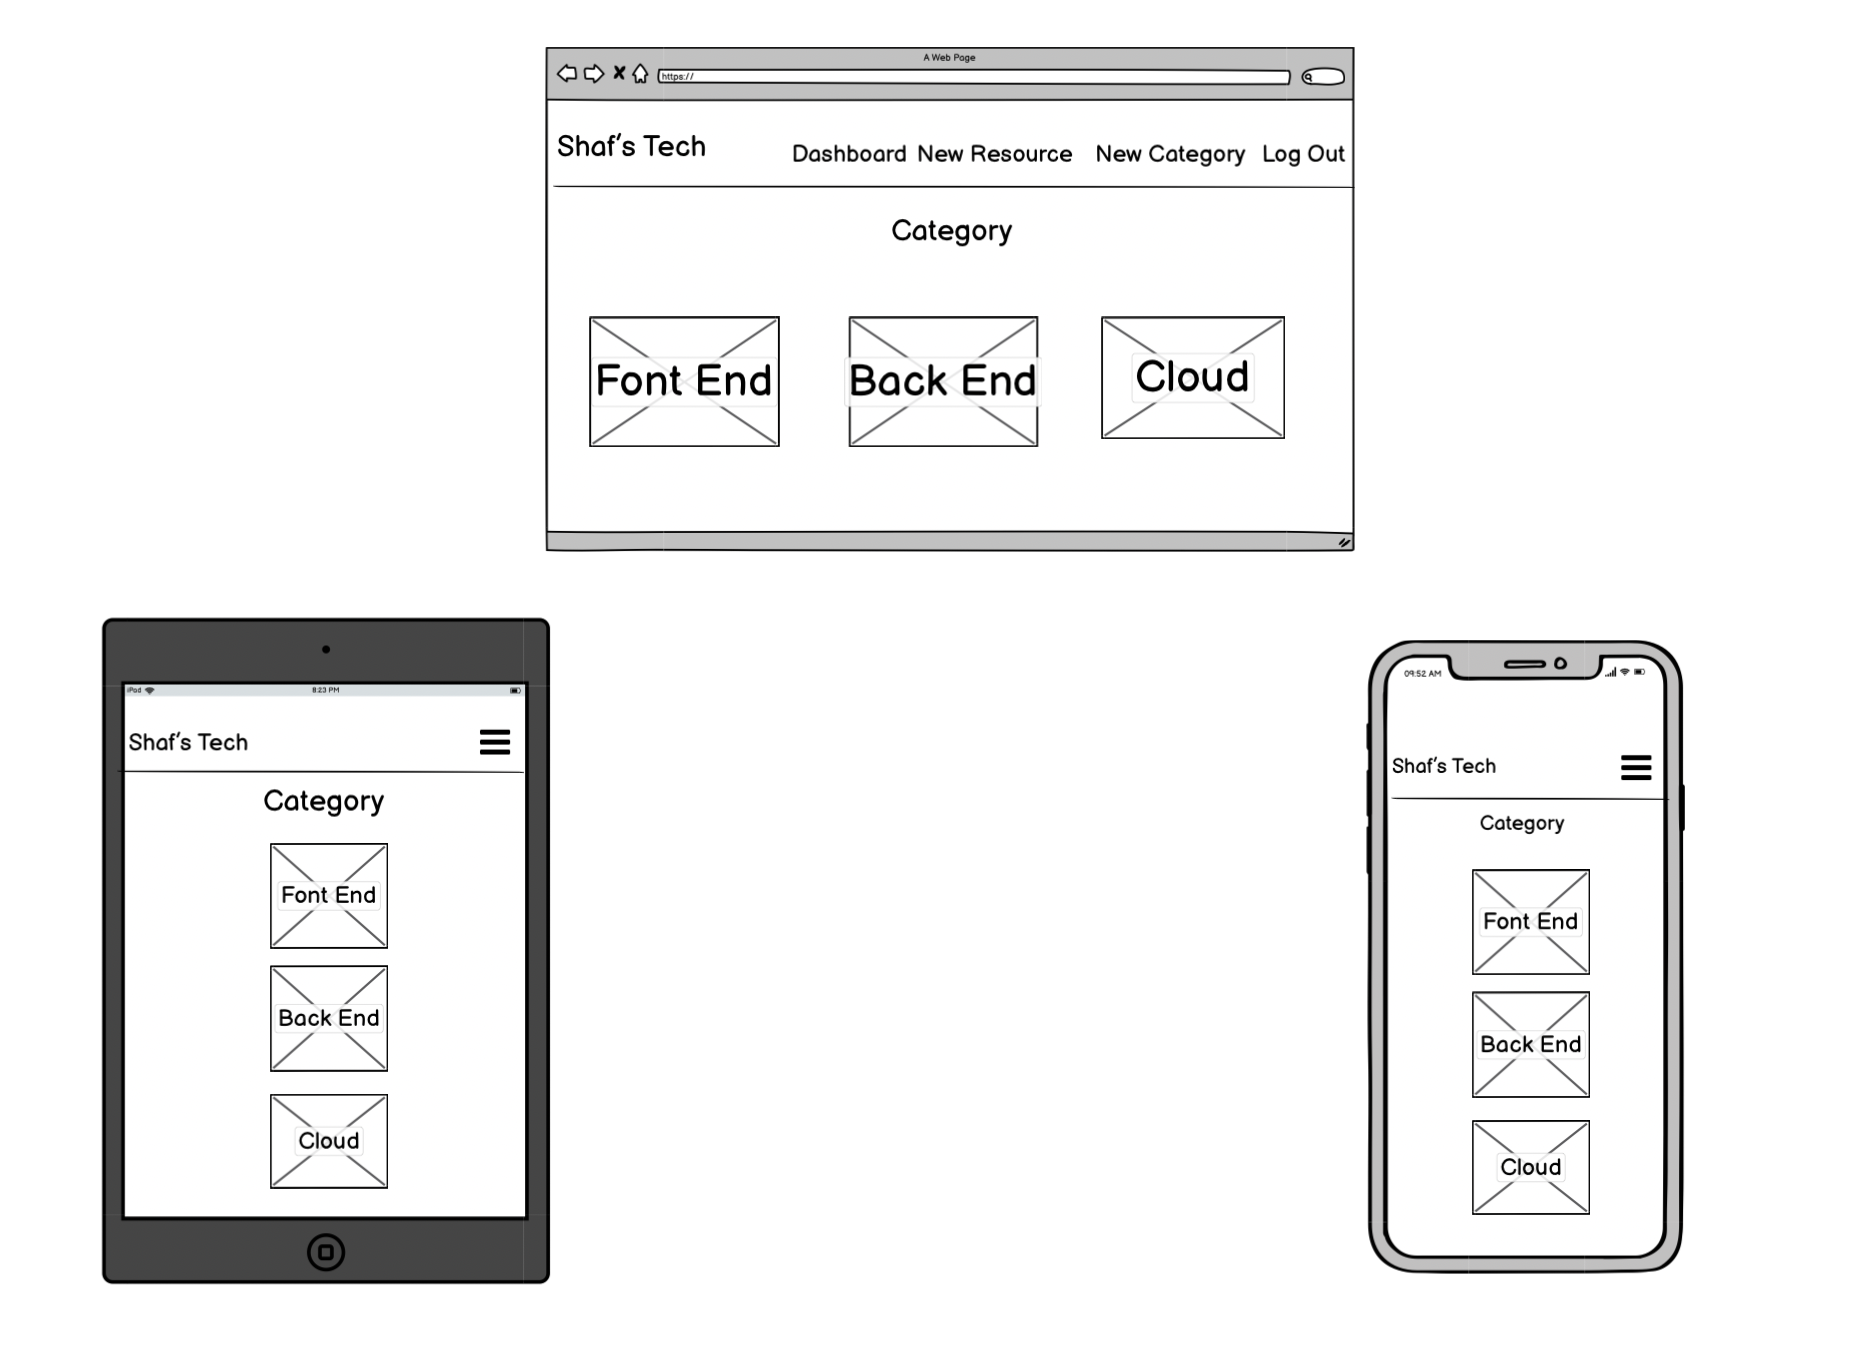 A Web Page
https://
Shaf's Tech
Dashboard New Resource New Category Log Out
Category
Font End Back End Cloud
iPad 8:23 PM
Shaf's Tech
Category
Font End
Back End
Cloud
09:52 AM
Shaf's Tech
Category
Font End
Back End
Cloud